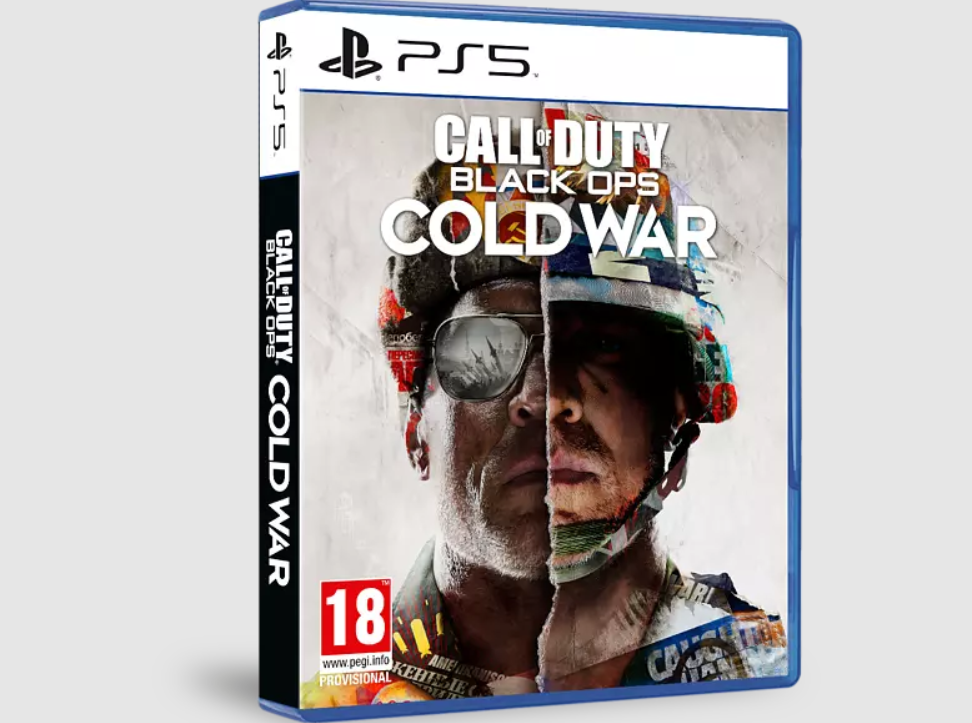 PS5
CALL OF DUTY
BLACK OPS
COLD WAR
18
www.pegi.info
PROVISIONAL
PS5
CALL OF DUTY
BLACK OPS
COLD WAR